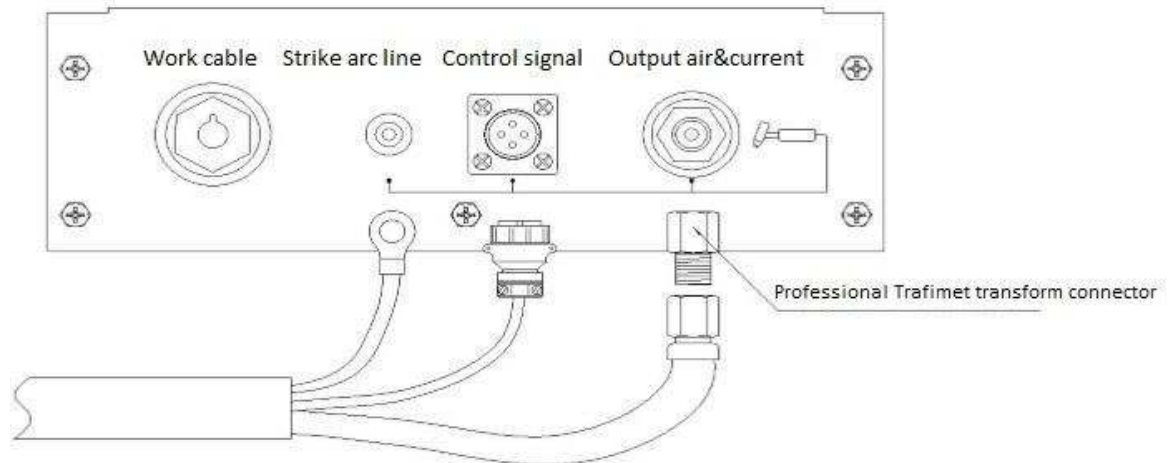 Work cable Strike arc line Control signal Output air&current
Professional Trafimet transform connector